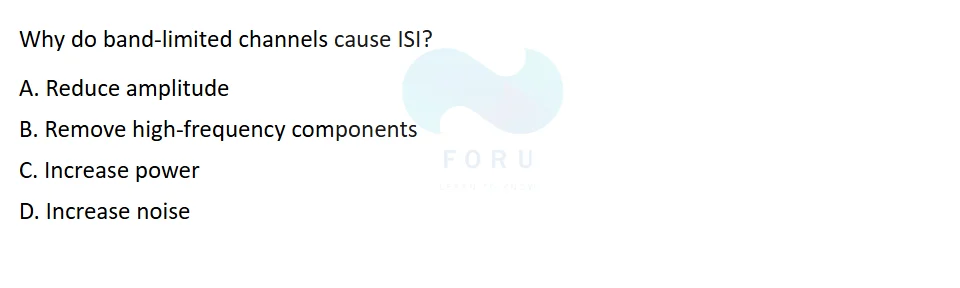 Why do band-limited channels cause ISI?
A. Reduce amplitude
B. Remove high-frequency components
FORU
C. Increase power
D. Increase noise